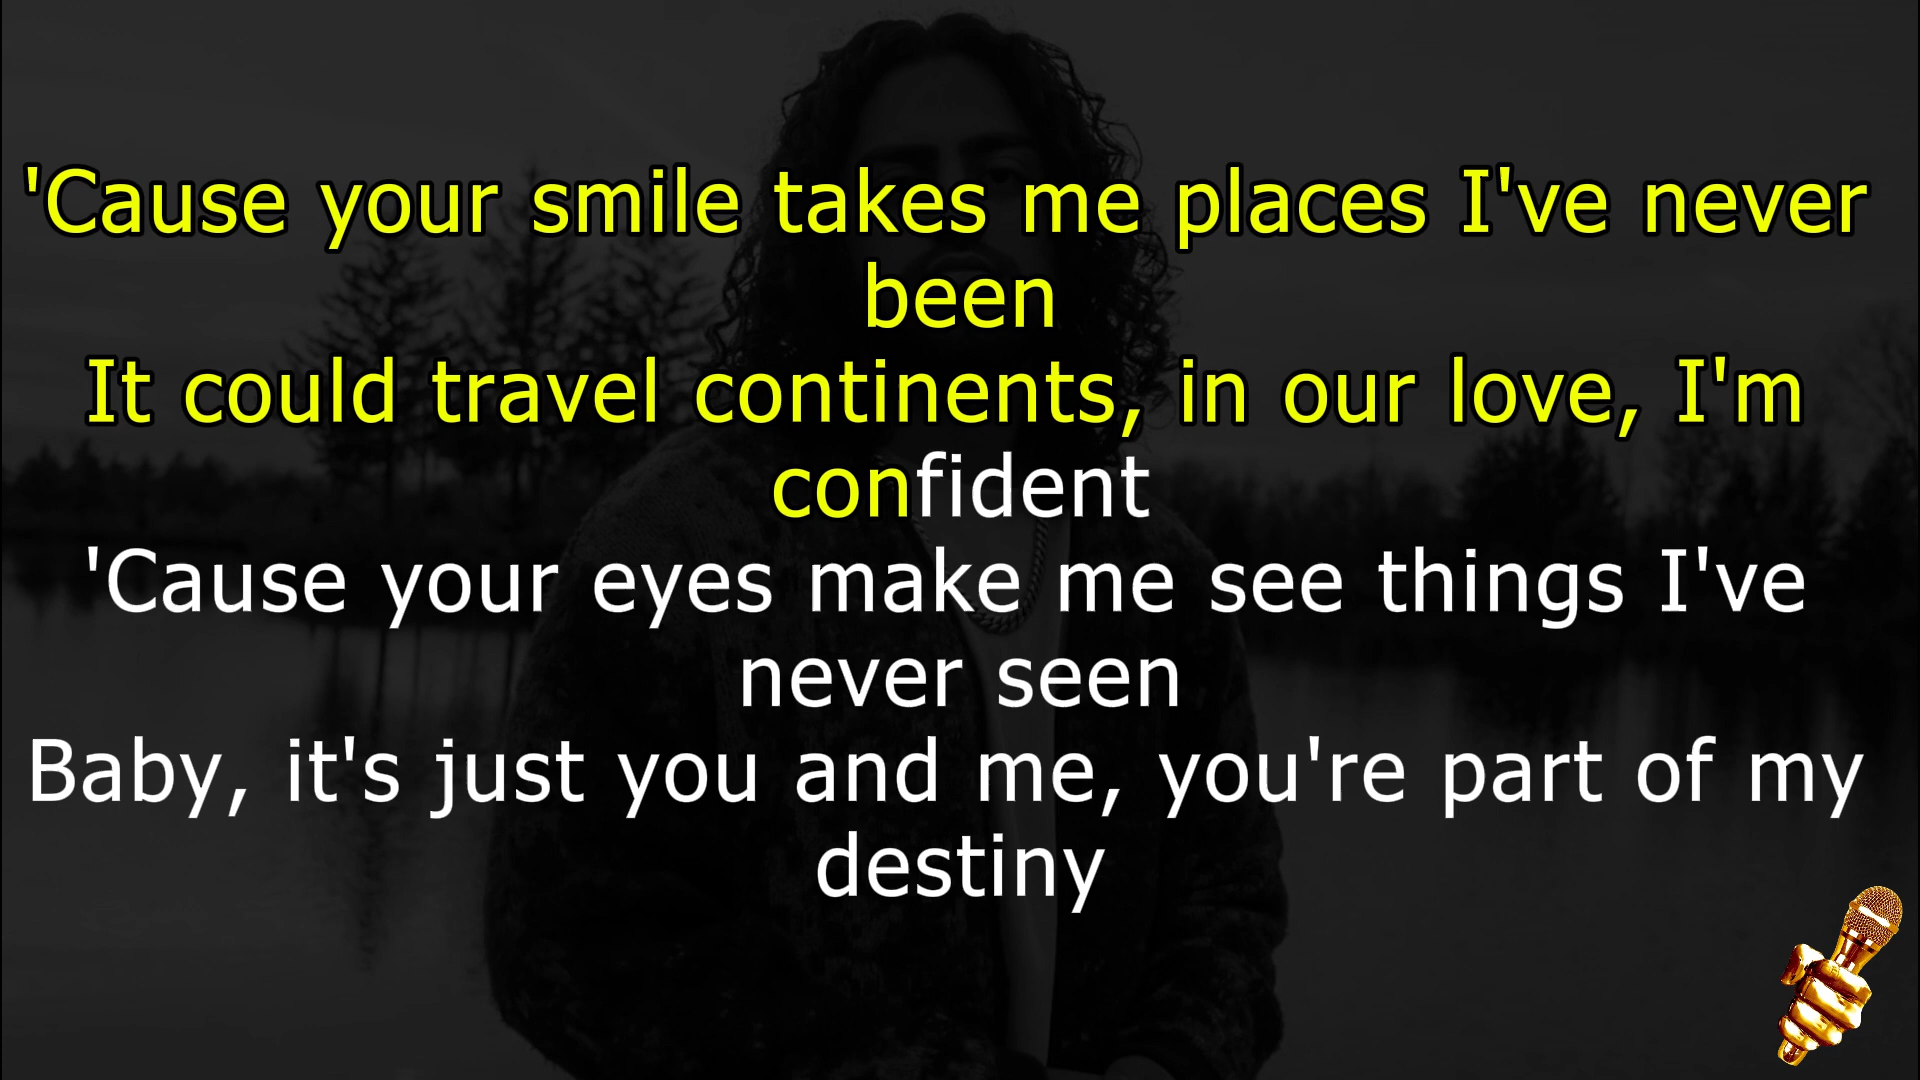 'Cause your smile takes me places I've never
been
It could travel continents, in our love, I'm
confident
'Cause your eyes make me see things I've
never seen
Baby, it's just you and me, you're part of my
destiny